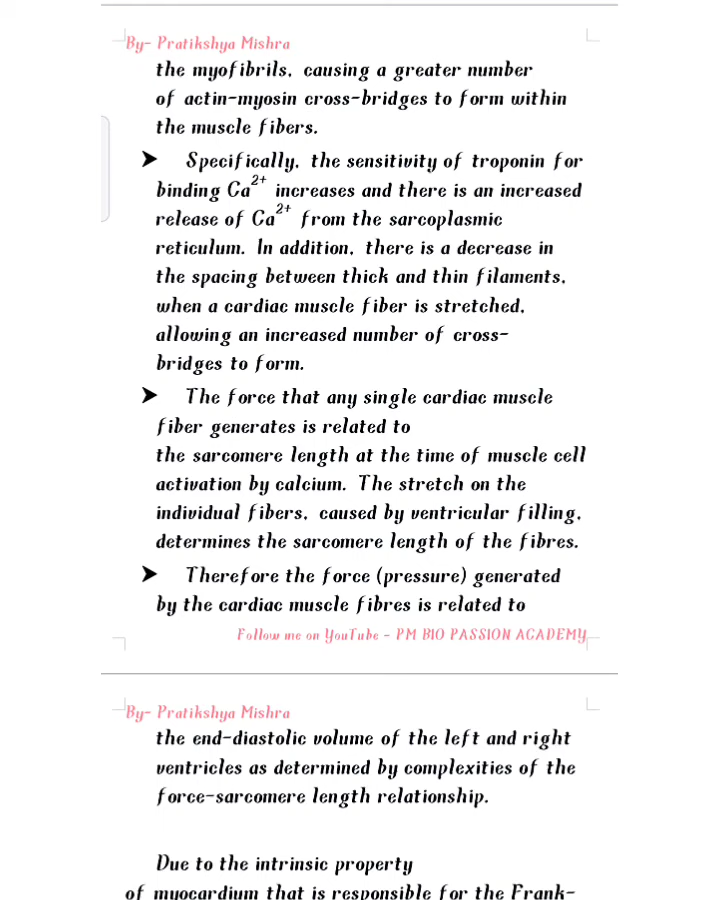 By- Pratikshya Mishra
the myofibrils, causing a greater number
of actin-myosin cross-bridges to form within
the muscle fibers.
➤ Specifically, the sensitivity of troponin for
binding Ca²⁺ increases and there is an increased
release of Ca²⁺ from the sarcoplasmic
reticulum. In addition, there is a decrease in
the spacing between thick and thin filaments,
when a cardiac muscle fiber is stretched,
allowing an increased number of cross-
bridges to form.
➤ The force that any single cardiac muscle
fiber generates is related to
the sarcomere length at the time of muscle cell
activation by calcium. The stretch on the
individual fibers, caused by ventricular filling,
determines the sarcomere length of the fibres.
➤ Therefore the force (pressure) generated
by the cardiac muscle fibres is related to
Follow me on YouTube - PM BIO PASSION ACADEMY
By- Pratikshya Mishra
the end-diastolic volume of the left and right
ventricles as determined by complexities of the
force-sarcomere length relationship.
Due to the intrinsic property
of myocardium that is responsible for the Frank-